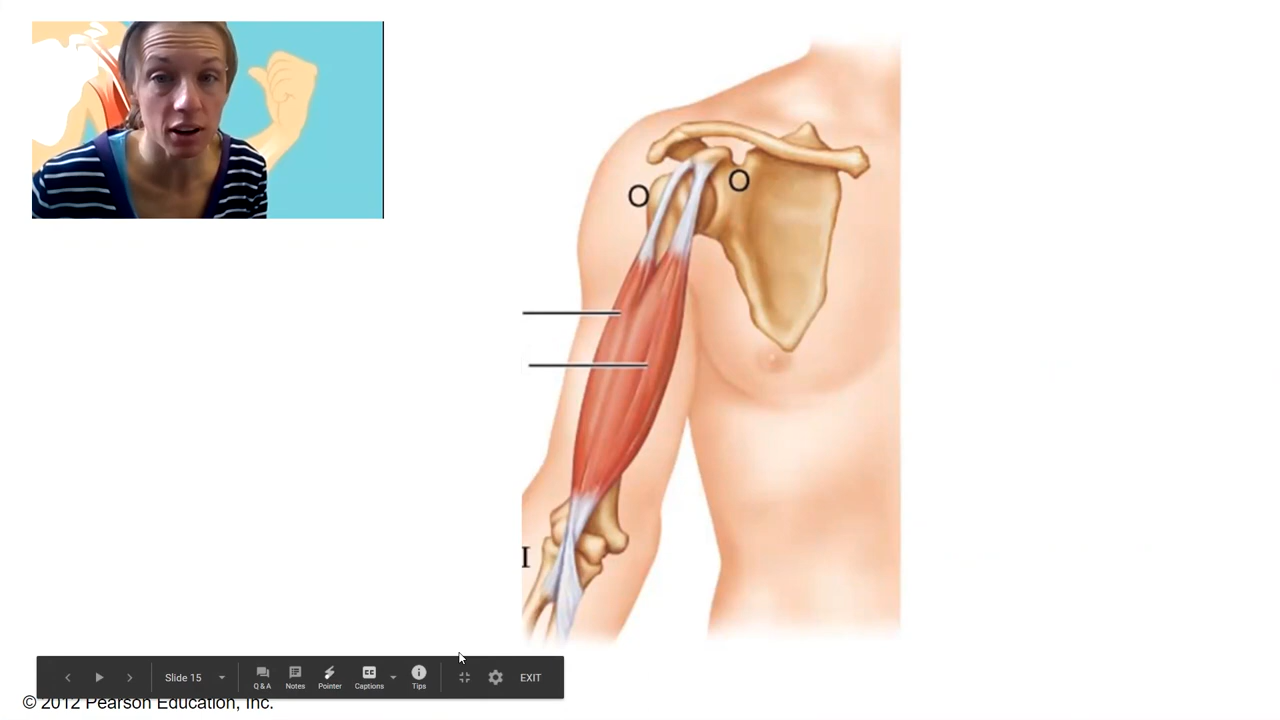 O
O
I
Slide 15
Q & A
Notes
Pointer
Captions
Tips
EXIT
© 2012 Pearson Education, Inc.